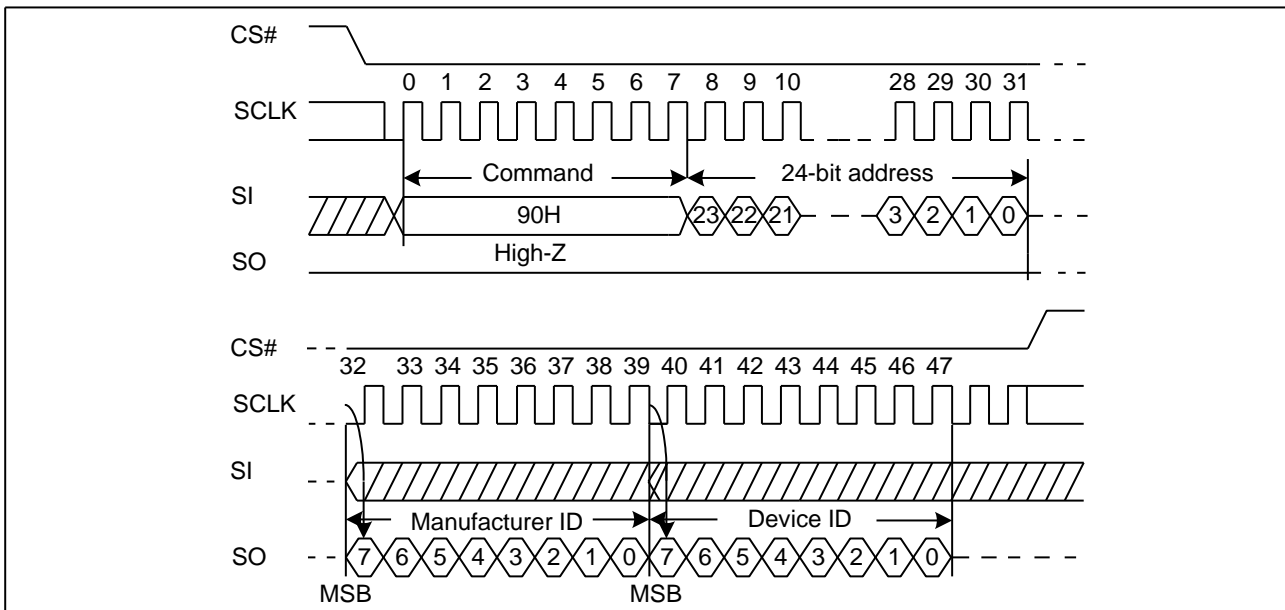 CS#
0 1 2 3 4 5 6 7 8 9 10 28 29 30 31
SCLK
Command 24-bit address
SI
90H 23 22 21 3 2 1 0
High-Z
SO
CS#
32 33 34 35 36 37 38 39 40 41 42 43 44 45 46 47
SCLK
SI
Manufacturer ID Device ID
SO 7 6 5 4 3 2 1 0 7 6 5 4 3 2 1 0
MSB MSB